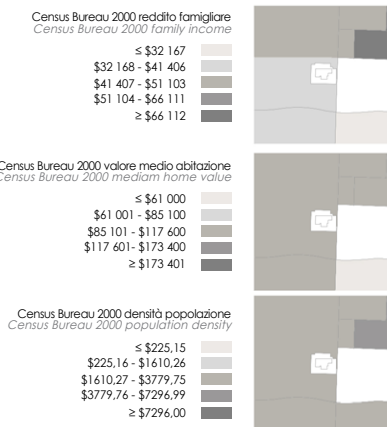 Census Bureau 2000 reddito famigliare
Census Bureau 2000 family income
≤ $32 167
$32 168 - $41 406
$41 407 - $51 103
$51 104 - $66 111
≥ $66 112
Census Bureau 2000 valore medio abitazione
Census Bureau 2000 mediam home value
≤ $61 000
$61 001 - $85 100
$85 101 - $117 600
$117 601- $173 400
≥ $173 401
Census Bureau 2000 densità popolazione
Census Bureau 2000 population density
≤ $225,15
$225,16 - $1610,26
$1610,27 - $3779,75
$3779,76 - $7296,99
≥ $7296,00